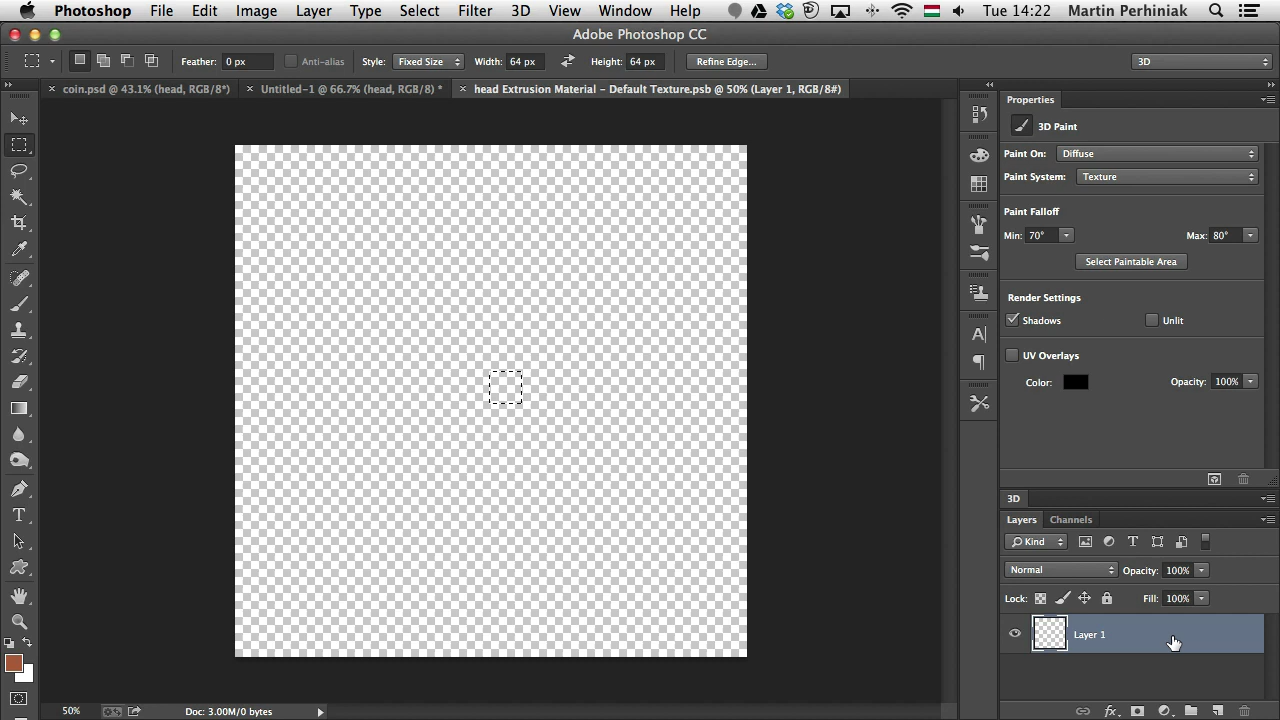 Photoshop File Edit Image Layer Type Select Filter 3D View Window Help Tue 14:22 Martin Perhiniak
Adobe Photoshop CC
Feather: 0 px Anti-alias Style: Fixed Size Width: 64 px Height: 64 px Refine Edge... 3D
coin.psd @ 43.1% (head, RGB/8*) Untitled-1 @ 66.7% (head, RGB/8) * head Extrusion Material - Default Texture.psb @ 50% (Layer 1, RGB/8#)
Properties
3D Paint
Paint On: Diffuse
Paint System: Texture
Paint Falloff
Min: 70° Max: 80°
Select Paintable Area
Render Settings
Shadows Unlit
UV Overlays
Color: Opacity: 100%
3D
Layers Channels
Kind
Normal Opacity: 100%
Lock: Fill: 100%
Layer 1
50% Doc: 3.00M/0 bytes